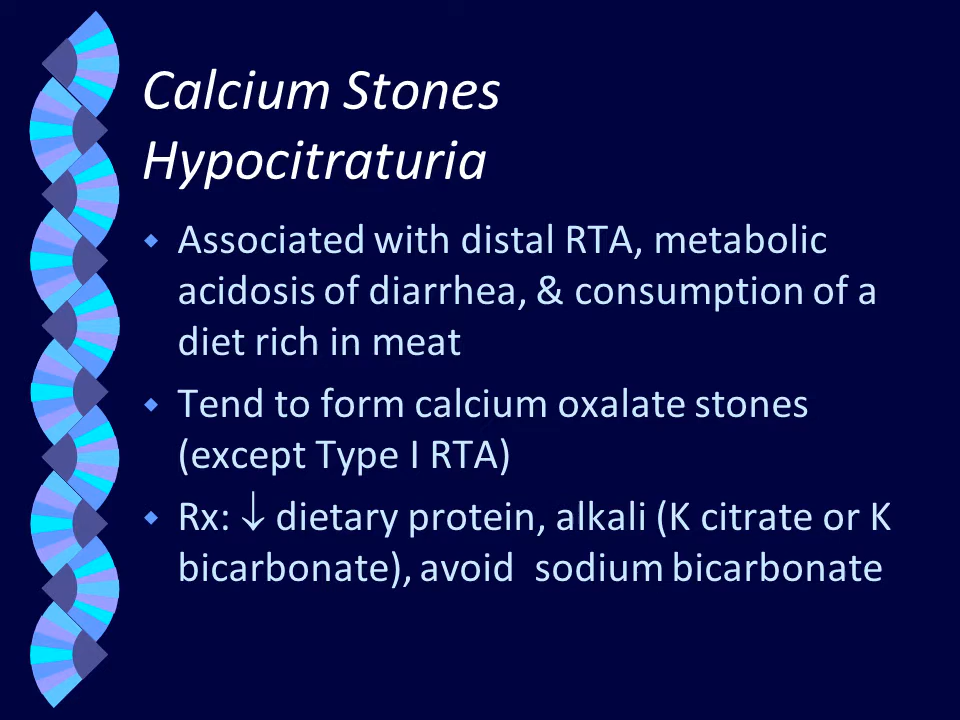 Calcium Stones
Hypocitraturia
Associated with distal RTA, metabolic
acidosis of diarrhea, & consumption of a
diet rich in meat
Tend to form calcium oxalate stones
(except Type I RTA)
Rx: ↓ dietary protein, alkali (K citrate or K
bicarbonate), avoid  sodium bicarbonate